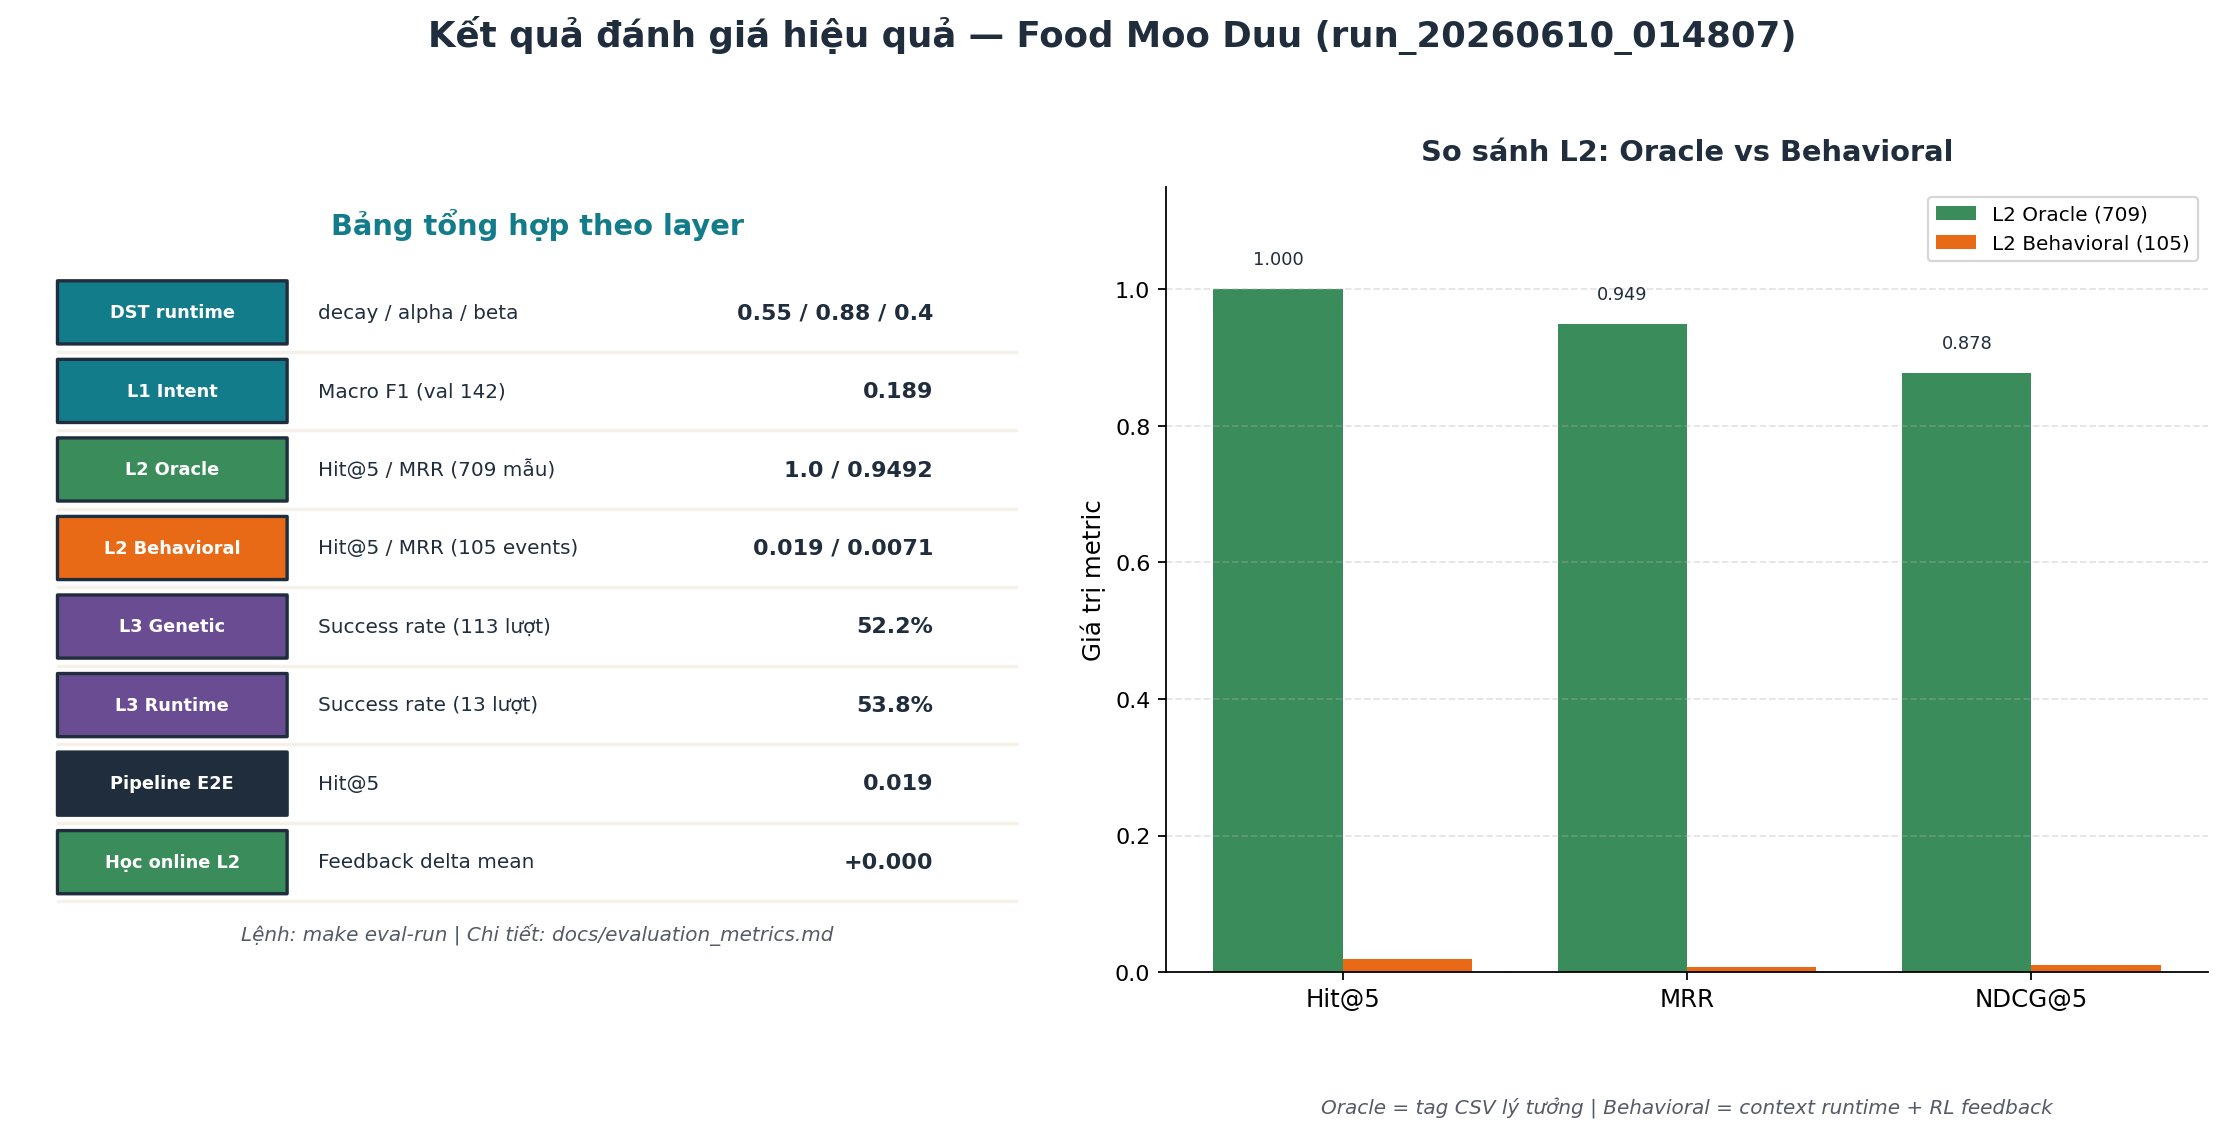 Kết quả đánh giá hiệu quả — Food Moo Duu (run_20260610_014807)
Bảng tổng hợp theo layer
DST runtime decay / alpha / beta 0.55 / 0.88 / 0.4
L1 Intent Macro F1 (val 142) 0.189
L2 Oracle Hit@5 / MRR (709 mẫu) 1.0 / 0.9492
L2 Behavioral Hit@5 / MRR (105 events) 0.019 / 0.0071
L3 Genetic Success rate (113 lượt) 52.2%
L3 Runtime Success rate (13 lượt) 53.8%
Pipeline E2E Hit@5 0.019
Học online L2 Feedback delta mean +0.000
Lệnh: make eval-run | Chi tiết: docs/evaluation_metrics.md
So sánh L2: Oracle vs Behavioral
L2 Oracle (709)
L2 Behavioral (105)
Giá trị metric
1.0
0.8
0.6
0.4
0.2
0.0
1.000
0.949
0.878
Hit@5 MRR NDCG@5
Oracle = tag CSV lý tưởng | Behavioral = context runtime + RL feedback